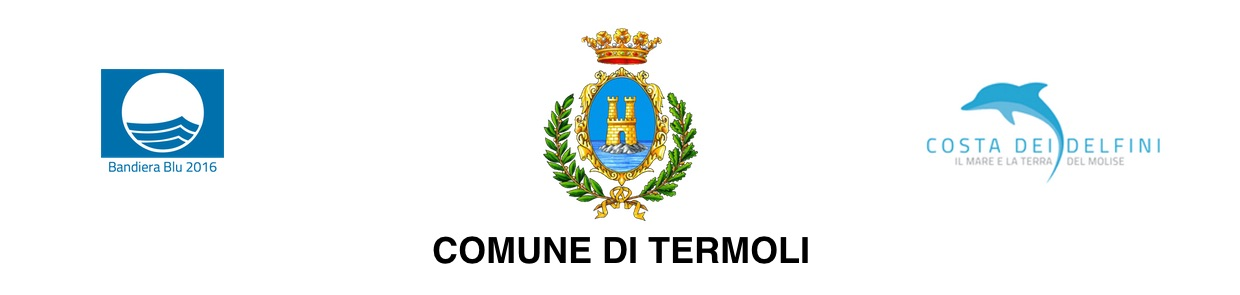 Bandiera Blu 2016
COSTA DEI DELFINI
IL MARE E LA TERRA DEL MOLISE
COMUNE DI TERMOLI